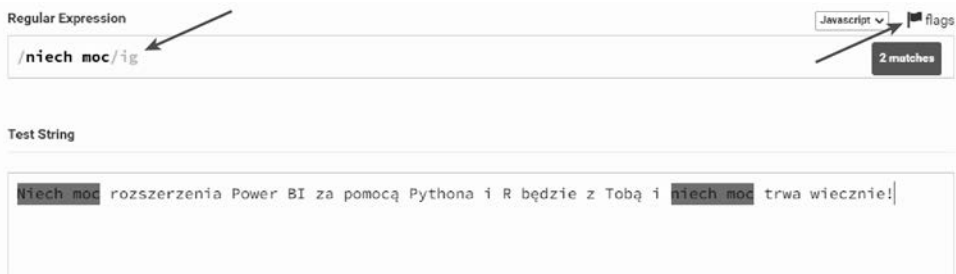 Regular Expression
Javascript flags
/niech moc/ig
2 matches
Test String
Niech moc rozszerzenia Power BI za pomocą Pythona i R będzie z Tobą i niech moc trwa wiecznie!